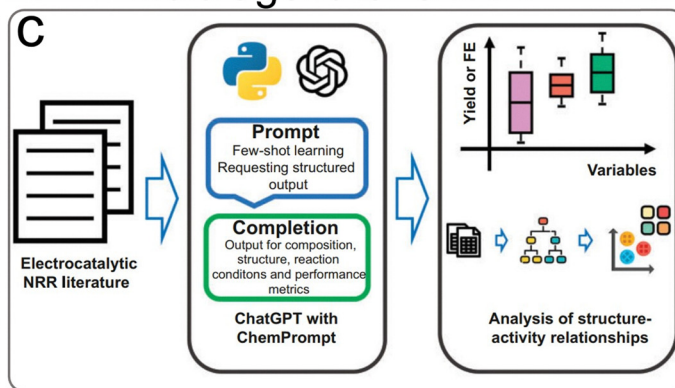 C
Electrocatalytic
NRR literature
Prompt
Few-shot learning
Requesting structured
output
Completion
Output for composition,
structure, reaction
conditons and performance
metrics
ChatGPT with
ChemPrompt
Yield or FE
Variables
Analysis of structure-
activity relationships